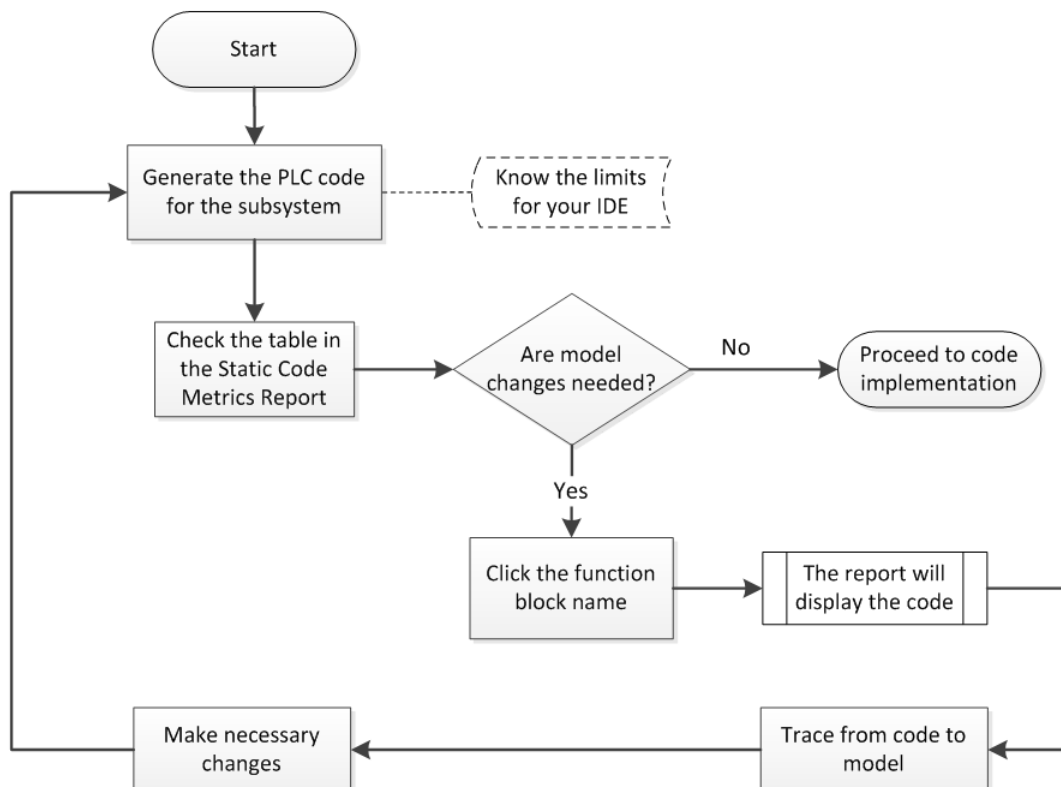 Start
Generate the PLC code
for the subsystem
Know the limits
for your IDE
Check the table in
the Static Code
Metrics Report
Are model
changes needed?
No
Proceed to code
implementation
Yes
Click the function
block name
The report will
display the code
Make necessary
changes
Trace from code to
model